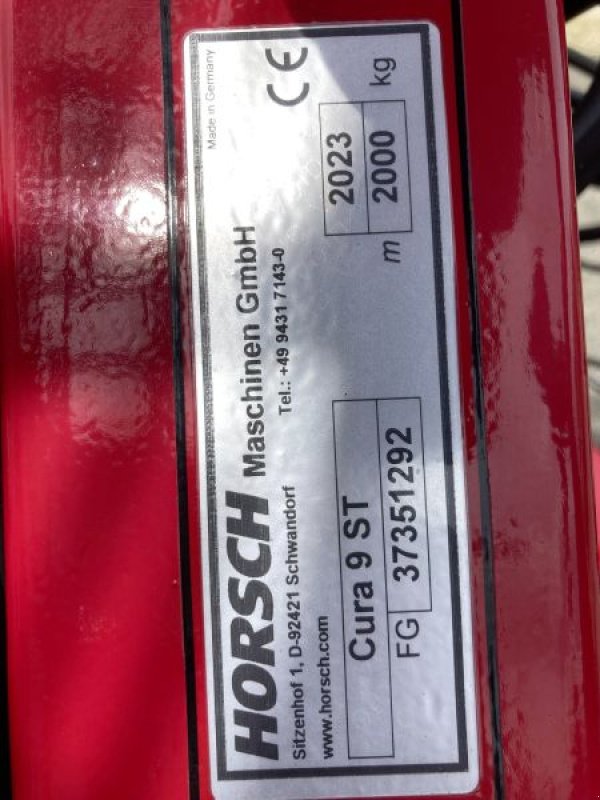 Made in Germany
HORSCH Maschinen GmbH CE
Sitzenhof 1, D-92421 Schwandorf Tel.: +49 9431 7143-0
www.horsch.com
Cura 9 ST 2023
FG 37351292 m 2000 kg